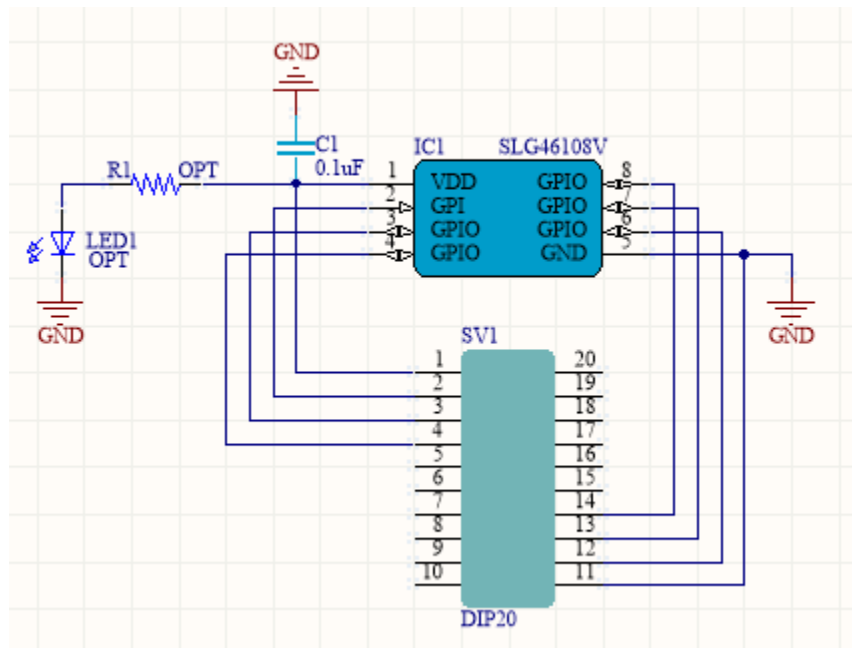 GND
C1
0.1uF
R1 OPT
LED1
OPT
GND
IC1 SLG46108V
1 VDD GPIO 8
2 GPI GPIO 7
3 GPIO GPIO 6
4 GPIO GND 5
GND
SV1
1 20
2 19
3 18
4 17
5 16
6 15
7 14
8 13
9 12
10 11
DIP20